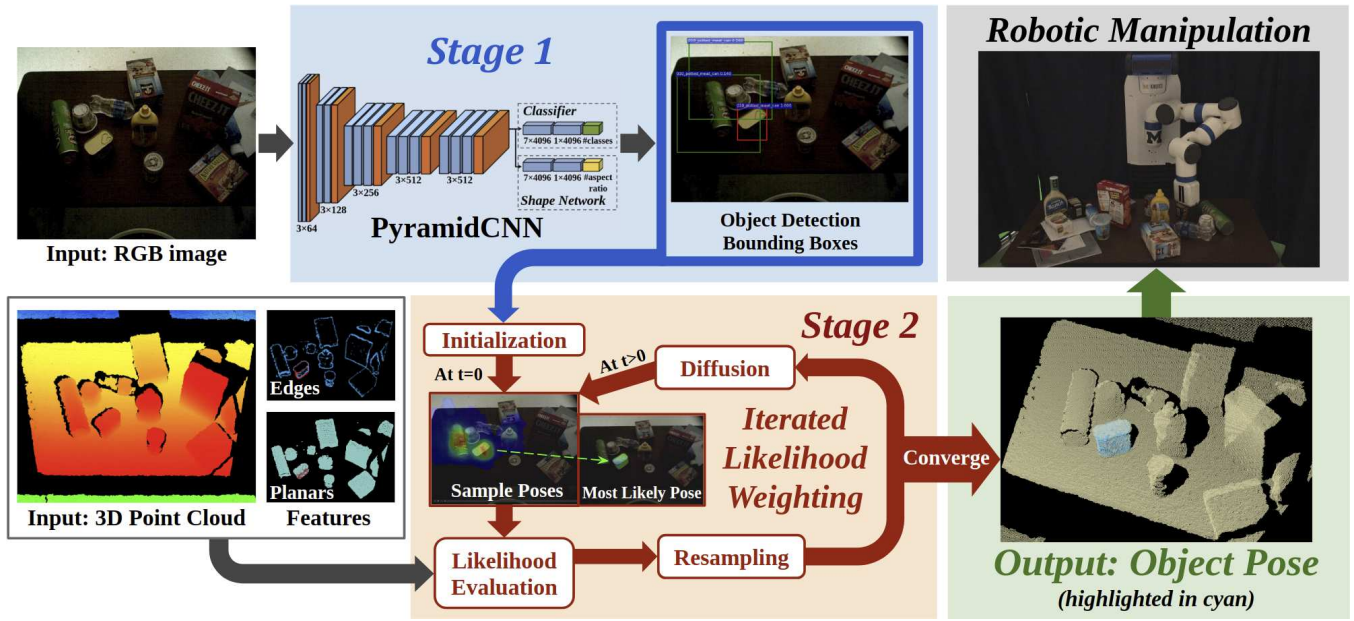 Stage 1
Input: RGB image
3×64
3×128
3×256
3×512
3×512
PyramidCNN
Classifier
7×4096 1×4096 #classes
7×4096 1×4096 #aspect
ratio
Shape Network
Object Detection
Bounding Boxes
Robotic Manipulation
M
CHEEZ IT
Input: 3D Point Cloud
Edges
Planars
Features
Stage 2
Initialization
At t=0
At t>0
Diffusion
Sample Poses
Most Likely Pose
Iterated
Likelihood
Weighting
Likelihood
Evaluation
Resampling
Converge
Output: Object Pose
(highlighted in cyan)